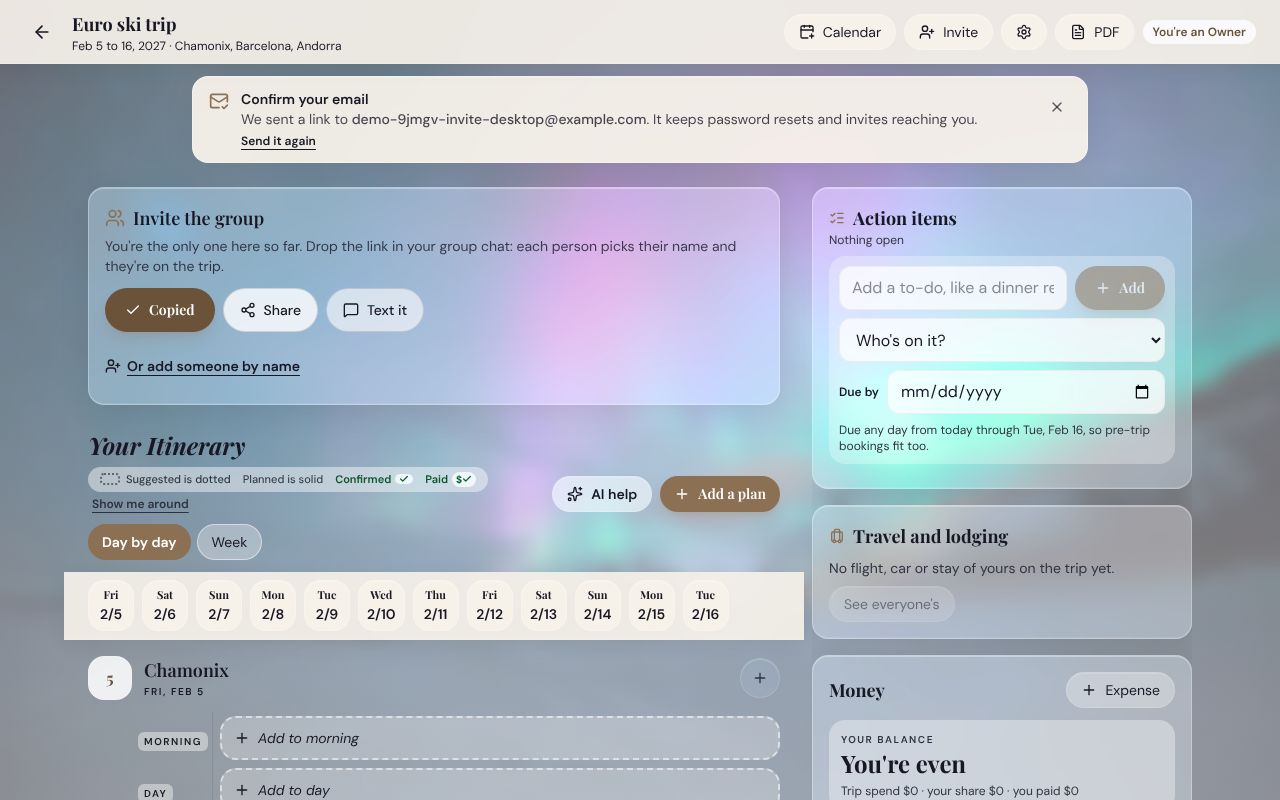 Euro ski trip
Feb 5 to 16, 2027 · Chamonix, Barcelona, Andorra
Calendar
Invite
PDF
You're an Owner
Confirm your email
We sent a link to demo-9jmgv-invite-desktop@example.com. It keeps password resets and invites reaching you.
Send it again
Invite the group
You're the only one here so far. Drop the link in your group chat: each person picks their name and
they're on the trip.
Copied
Share
Text it
Or add someone by name
Your Itinerary
Suggested is dotted
Planned is solid
Confirmed
Paid
$
Show me around
AI help
Add a plan
Day by day
Week
Fri
2/5
Sat
2/6
Sun
2/7
Mon
2/8
Tue
2/9
Wed
2/10
Thu
2/11
Fri
2/12
Sat
2/13
Sun
2/14
Mon
2/15
Tue
2/16
5
Chamonix
FRI, FEB 5
MORNING
Add to morning
DAY
Add to day
Action items
Nothing open
Add a to-do, like a dinner re
Add
Who's on it?
Due by
mm/dd/yyyy
Due any day from today through Tue, Feb 16, so pre-trip
bookings fit too.
Travel and lodging
No flight, car or stay of yours on the trip yet.
See everyone's
Money
Expense
YOUR BALANCE
You're even
Trip spend $0 · your share $0 · you paid $0